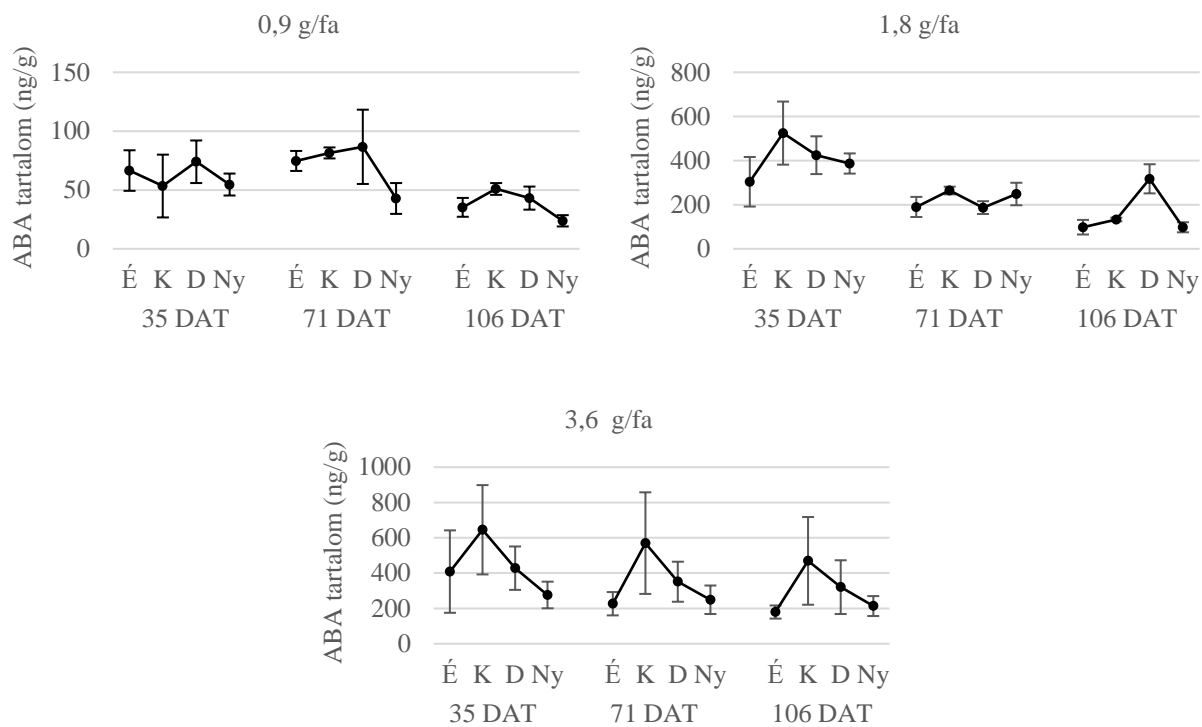 0,9 g/fa
ABA tartalom (ng/g)
150
100
50
0
É K D Ny É K D Ny É K D Ny
35 DAT 71 DAT 106 DAT
1,8 g/fa
ABA tartalom (ng/g)
800
600
400
200
0
É K D Ny É K D Ny É K D Ny
35 DAT 71 DAT 106 DAT
3,6 g/fa
ABA tartalom (ng/g)
1000
800
600
400
200
0
É K D Ny É K D Ny É K D Ny
35 DAT 71 DAT 106 DAT